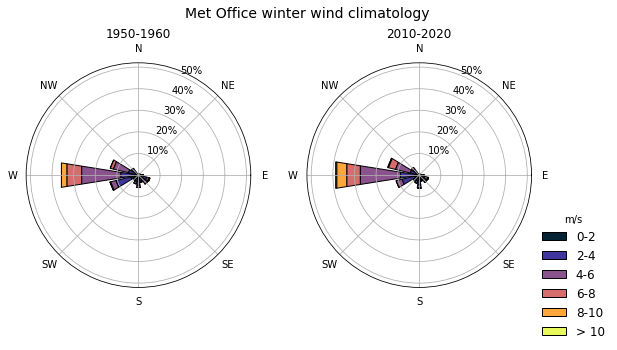 Met Office winter wind climatology
1950-1960
N
NE
E
SE
S
SW
W
NW
10%
20%
30%
40%
50%
2010-2020
N
NE
E
SE
S
SW
W
NW
10%
20%
30%
40%
50%
m/s
0-2
2-4
4-6
6-8
8-10
> 10